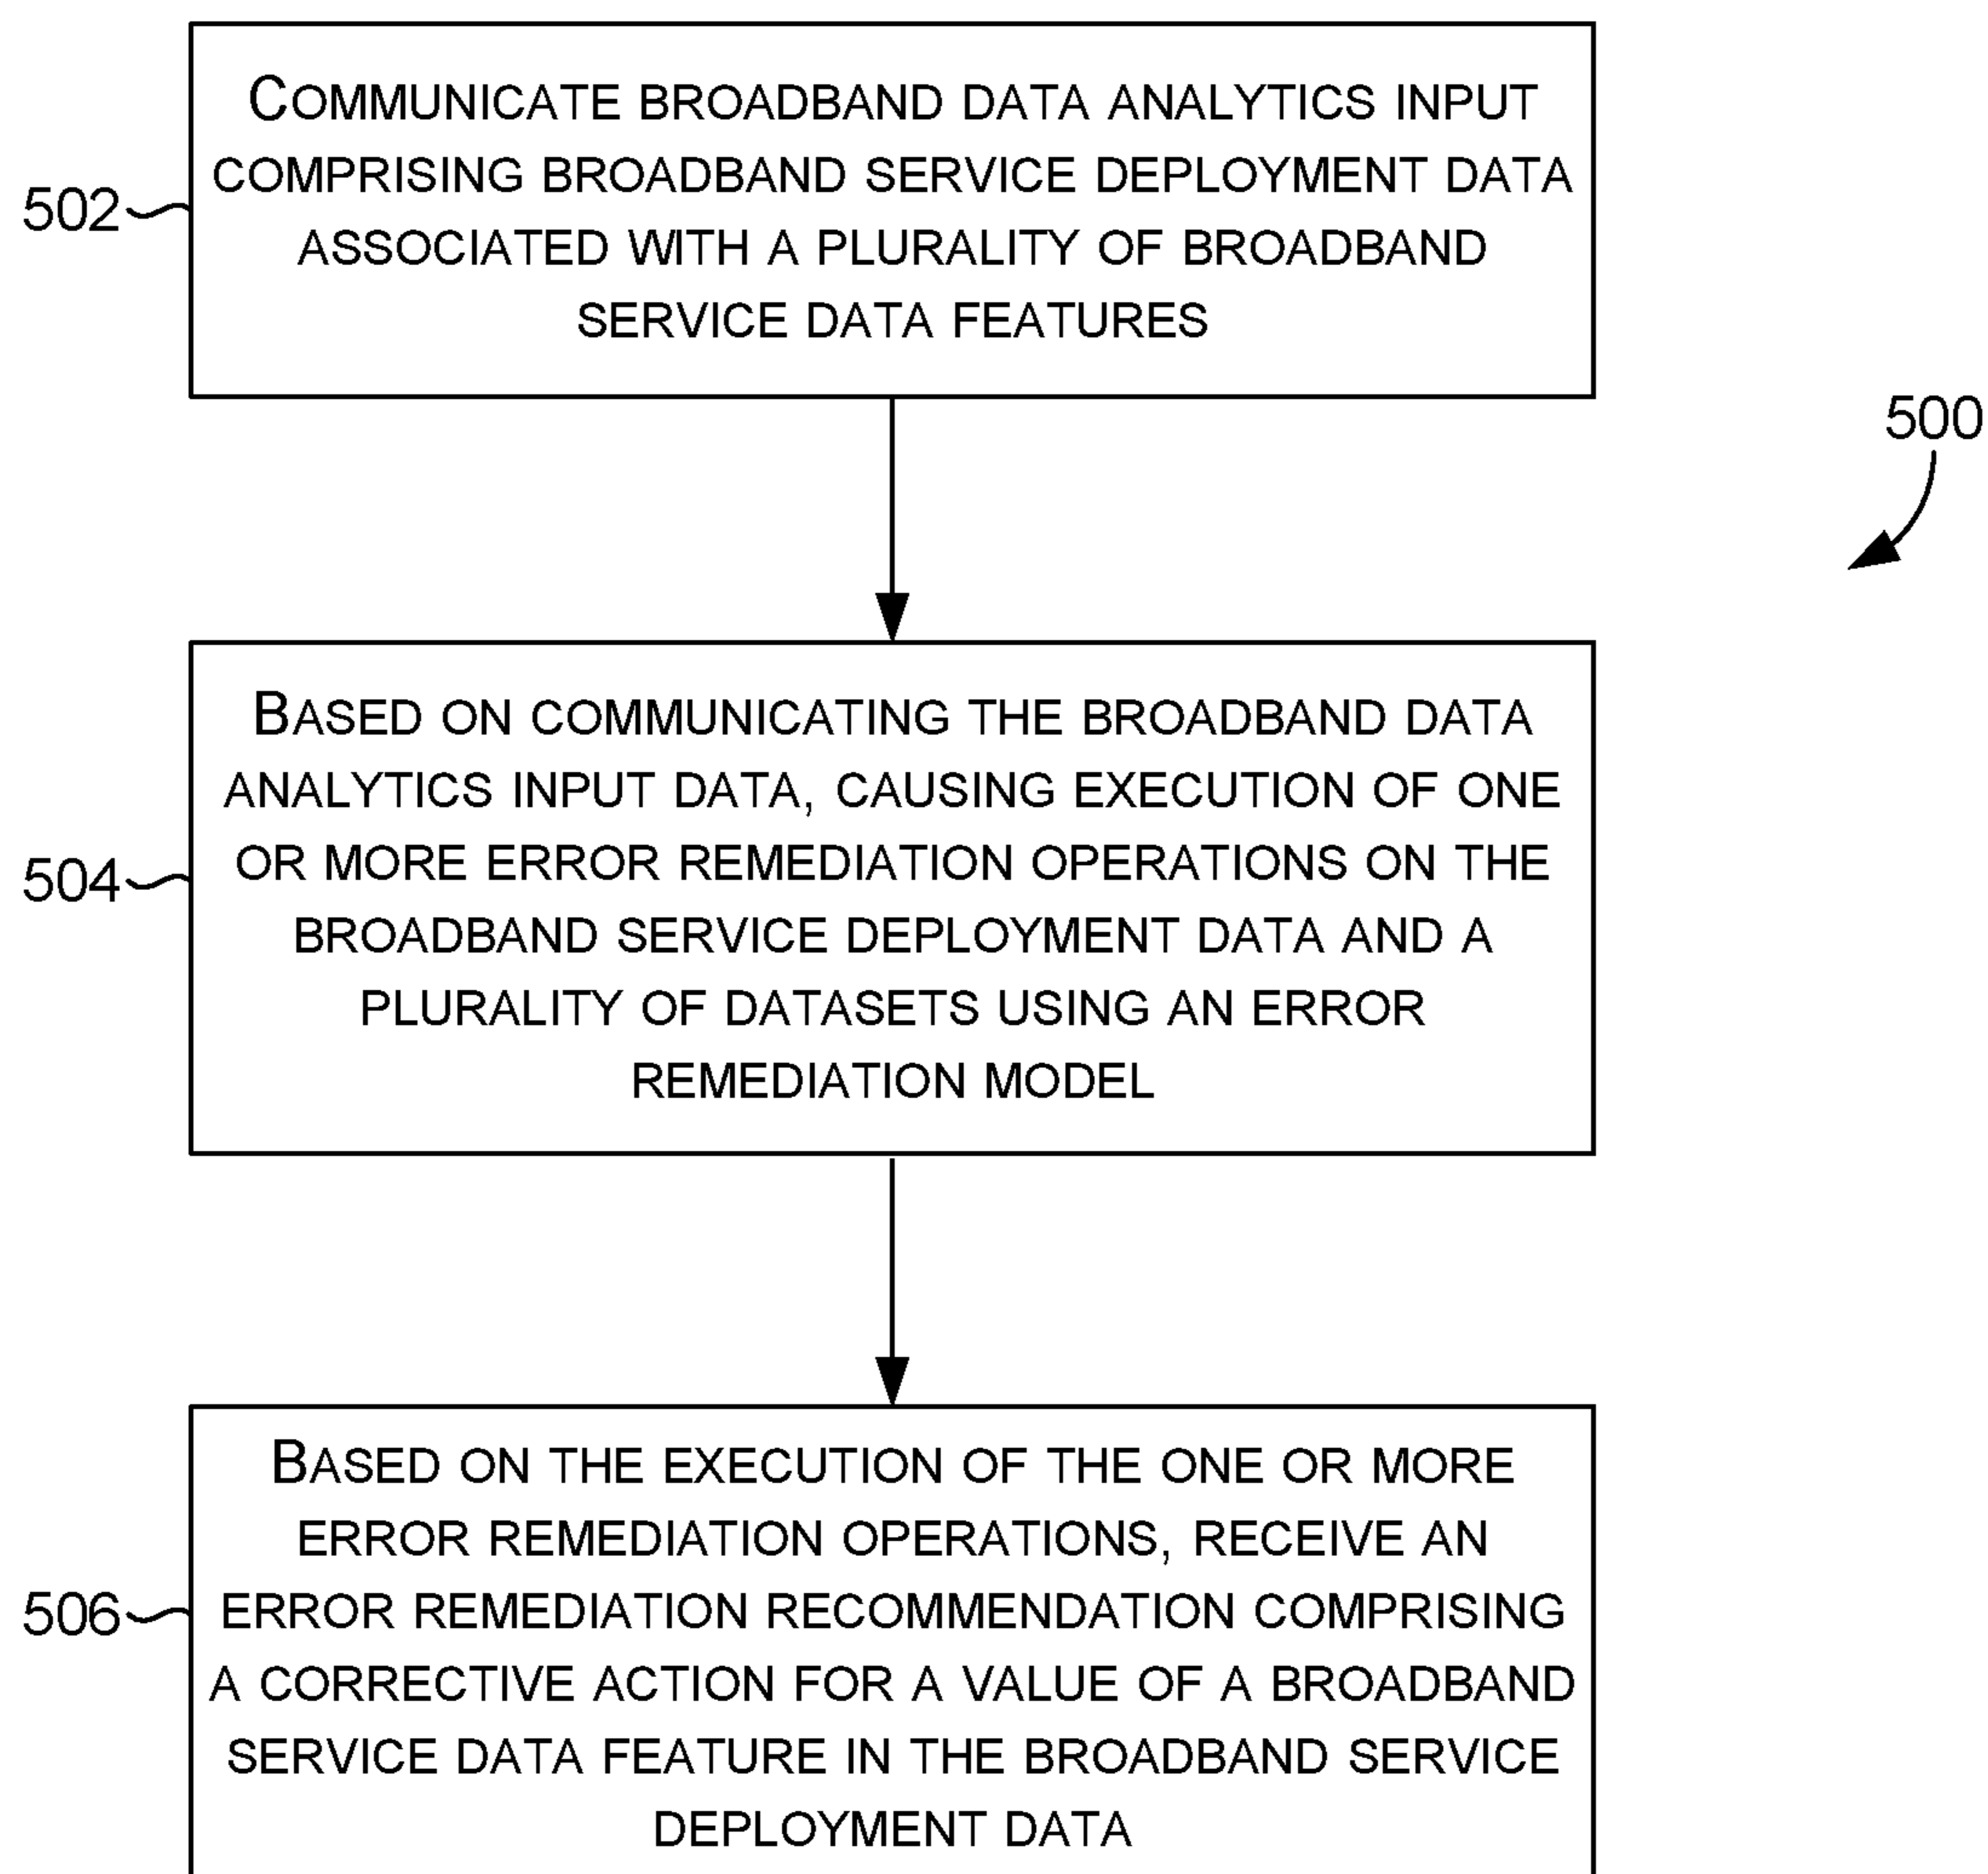 COMMUNICATE BROADBAND DATA ANALYTICS INPUT
COMPRISING BROADBAND SERVICE DEPLOYMENT DATA
ASSOCIATED WITH A PLURALITY OF BROADBAND
SERVICE DATA FEATURES
502
500
BASED ON COMMUNICATING THE BROADBAND DATA
ANALYTICS INPUT DATA, CAUSING EXECUTION OF ONE
OR MORE ERROR REMEDIATION OPERATIONS ON THE
BROADBAND SERVICE DEPLOYMENT DATA AND A
PLURALITY OF DATASETS USING AN ERROR
REMEDIATION MODEL
504
BASED ON THE EXECUTION OF THE ONE OR MORE
ERROR REMEDIATION OPERATIONS, RECEIVE AN
ERROR REMEDIATION RECOMMENDATION COMPRISING
A CORRECTIVE ACTION FOR A VALUE OF A BROADBAND
SERVICE DATA FEATURE IN THE BROADBAND SERVICE
DEPLOYMENT DATA
506